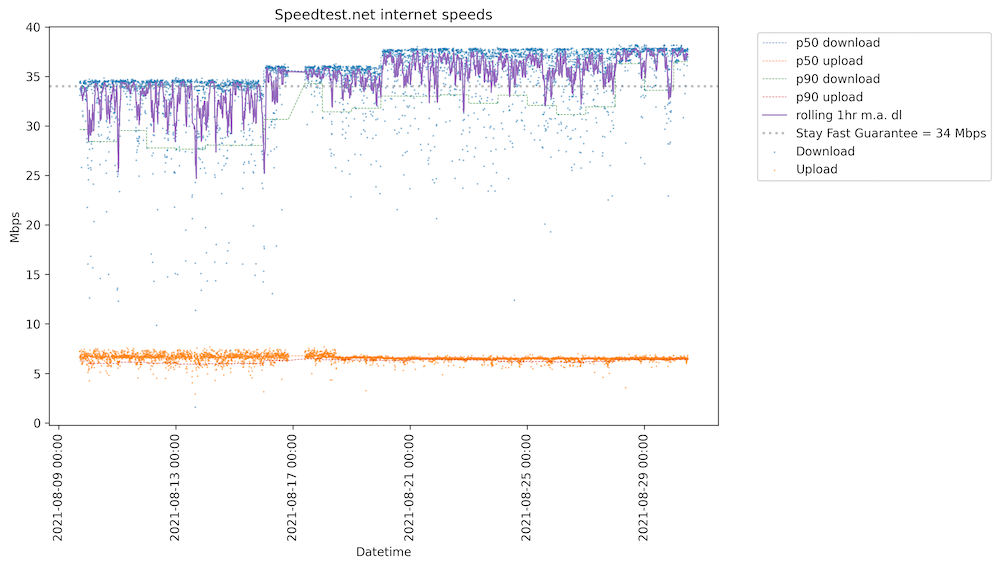 Speedtest.net internet speeds
40
35
30
25
20
15
10
5
0
Mbps
2021-08-09 00:00
2021-08-13 00:00
2021-08-17 00:00
2021-08-21 00:00
2021-08-25 00:00
2021-08-29 00:00
Datetime
p50 download
p50 upload
p90 download
p90 upload
rolling 1hr m.a. dl
Stay Fast Guarantee = 34 Mbps
Download
Upload